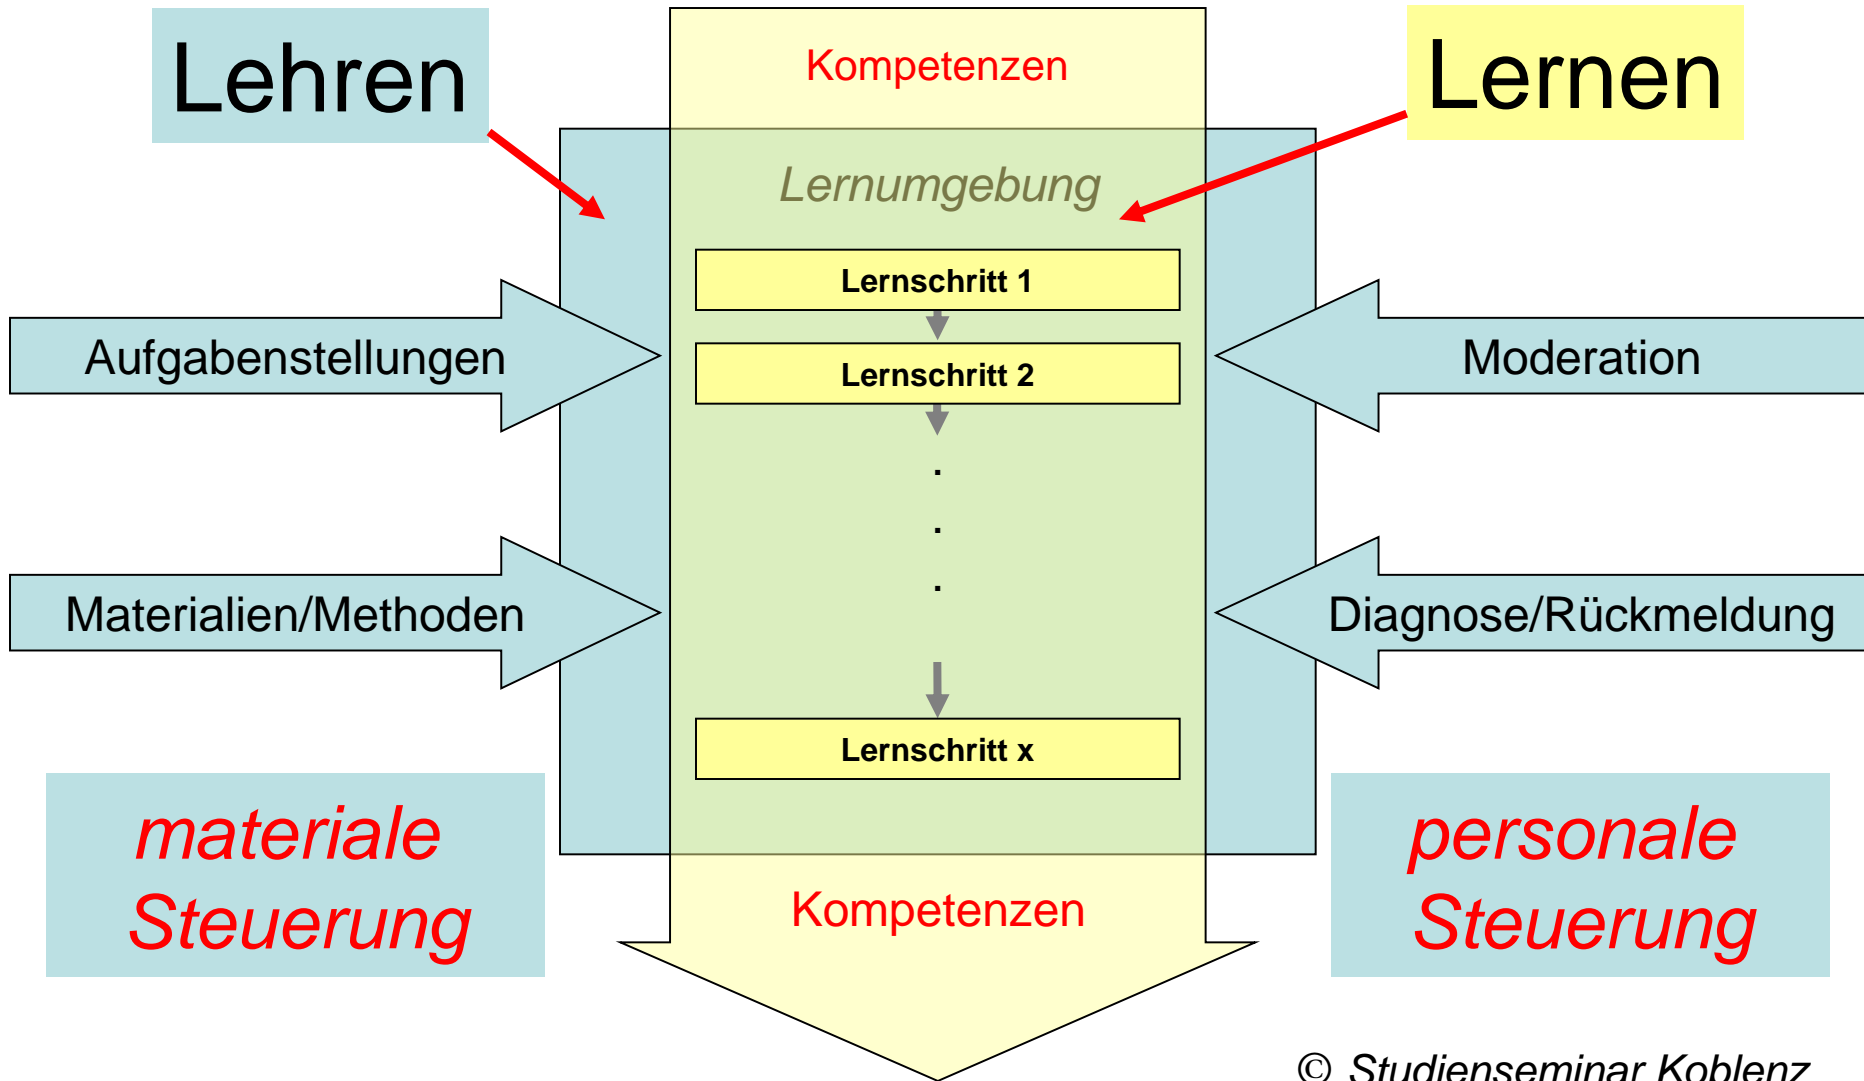 Lehren
Kompetenzen
Lernen
Lernumgebung
Lernschritt 1
Aufgabenstellungen
Lernschritt 2
Moderation
.
.
.
Materialien/Methoden
Diagnose/Rückmeldung
Lernschritt x
materiale
Steuerung
personale
Steuerung
Kompetenzen
© Studienseminar Koblenz